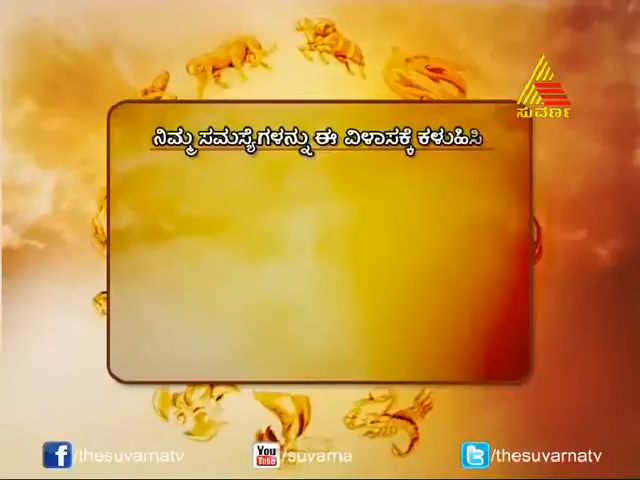 ಸುವರ್ಣ
ನಿಮ್ಮ ಸಮಸ್ಯೆಗಳನ್ನು ಈ ವಿಳಾಸಕ್ಕೆ ಕಳುಹಿಸಿ
f /thesuvarnatv
You Tube /suvarna
t /thesuvarnatv